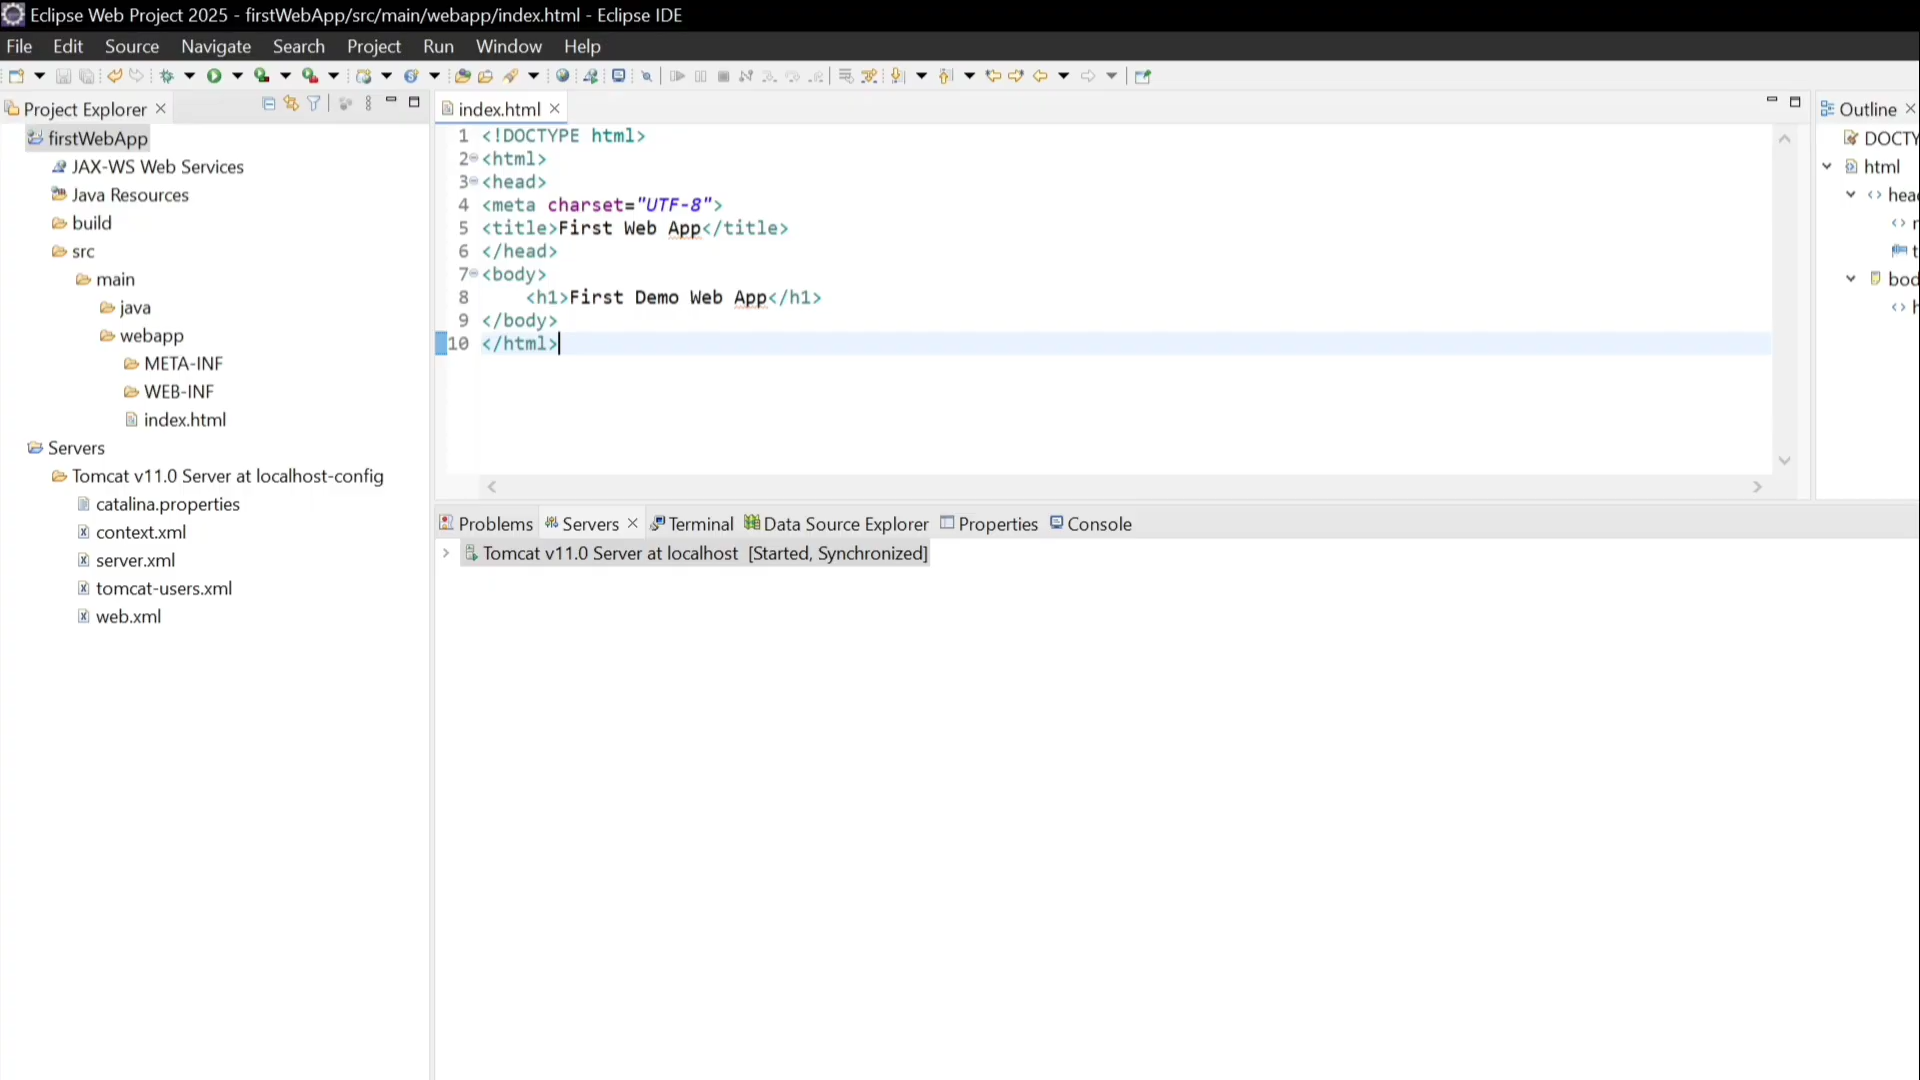 Eclipse Web Project 2025 - firstWebApp/src/main/webapp/index.html - Eclipse IDE
File Edit Source Navigate Search Project Run Window Help
Project Explorer
firstWebApp
JAX-WS Web Services
Java Resources
build
src
main
java
webapp
META-INF
WEB-INF
index.html
Servers
Tomcat v11.0 Server at localhost-config
catalina.properties
context.xml
server.xml
tomcat-users.xml
web.xml
index.html
1 <!DOCTYPE html>
2 <html>
3 <head>
4 <meta charset="UTF-8">
5 <title>First Web App</title>
6 </head>
7 <body>
8 <h1>First Demo Web App</h1>
9 </body>
10 </html>
Problems Servers Terminal Data Source Explorer Properties Console
Tomcat v11.0 Server at localhost [Started, Synchronized]
Outline
DOCTY
html